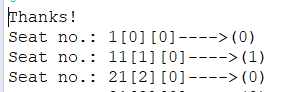 Thanks!
Seat no.: 1[0][0]---->(0)
Seat no.: 11[1][0]---->(1)
Seat no.: 21[2][0]---->(0)